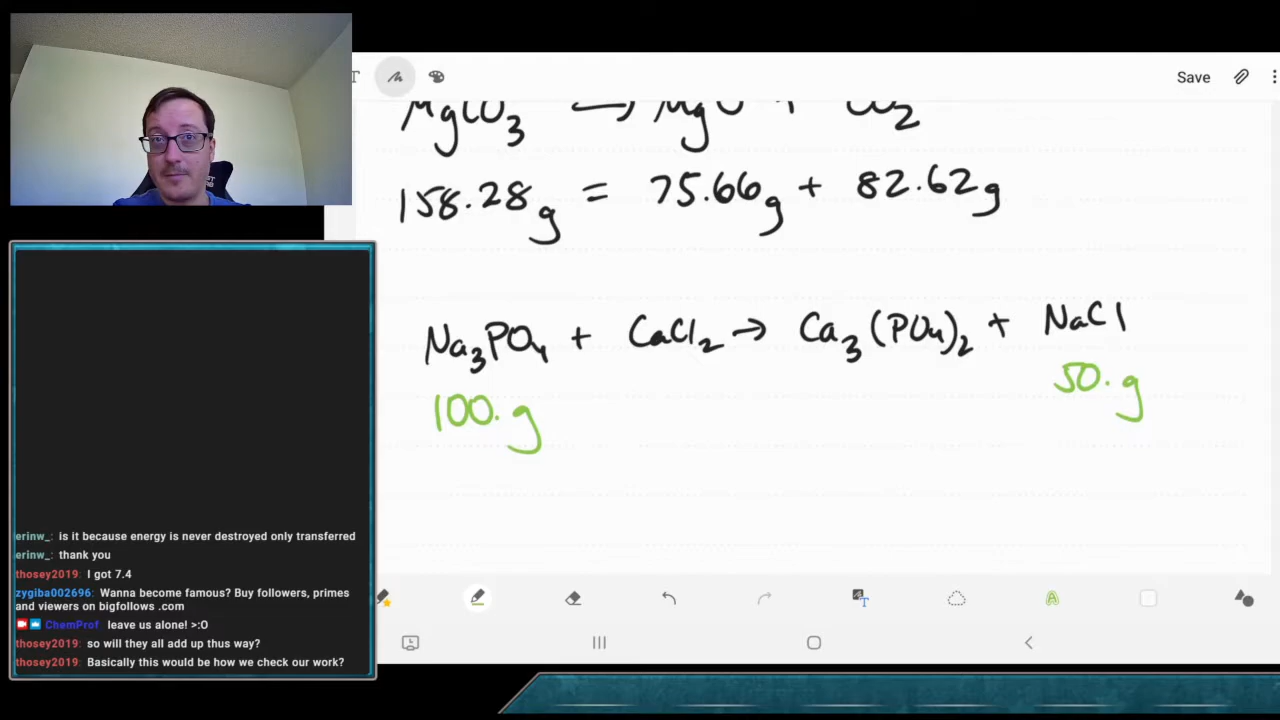 T
Save
MgCO3 → MgO + CO2
158.28g = 75.66g + 82.62g
Na3PO4 + CaCl2 → Ca3(PO4)2 + NaCl
100. g
50. g
erinw_: is it because energy is never destroyed only transferred
erinw_: thank you
thosey2019: I got 7.4
zygiba002696: Wanna become famous? Buy followers, primes
and viewers on bigfollows .com
ChemProf leave us alone! >:O
thosey2019: so will they all add up thus way?
thosey2019: Basically this would be how we check our work?